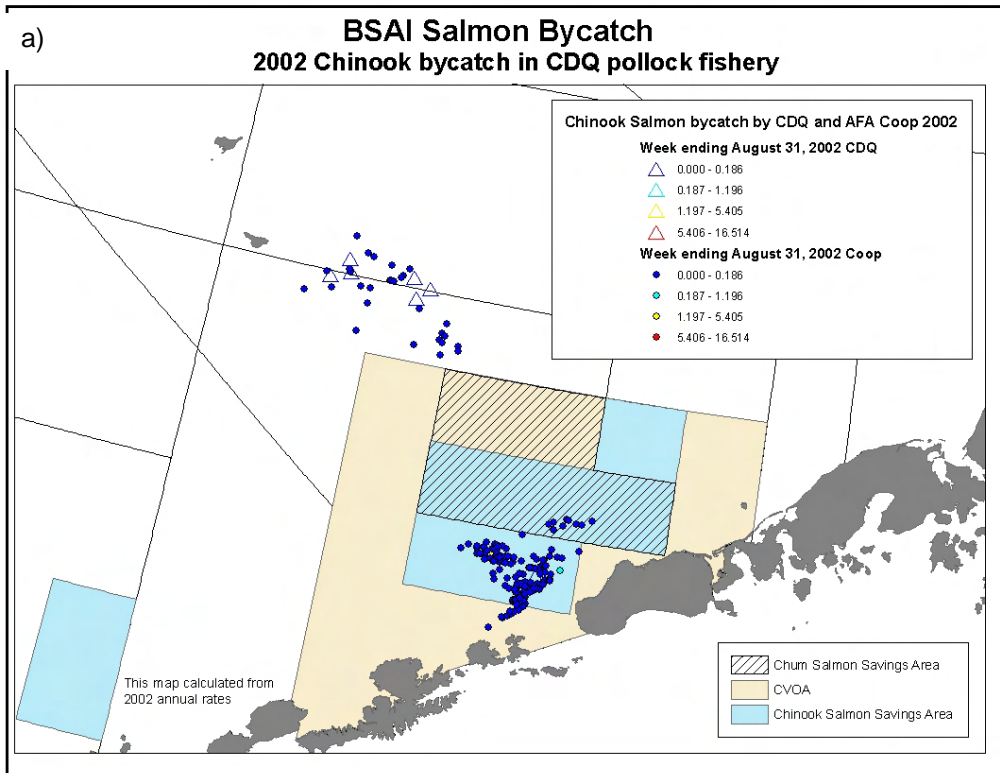 a)
BSAI Salmon Bycatch
2002 Chinook bycatch in CDQ pollock fishery
Chinook Salmon bycatch by CDQ and AFA Coop 2002
Week ending August 31, 2002 CDQ
0.000 - 0.186
0.187 - 1.196
1.197 - 5.405
5.406 - 16.514
Week ending August 31, 2002 Coop
0.000 - 0.186
0.187 - 1.196
1.197 - 5.405
5.406 - 16.514
This map calculated from
2002 annual rates
Chum Salmon Savings Area
CVOA
Chinook Salmon Savings Area